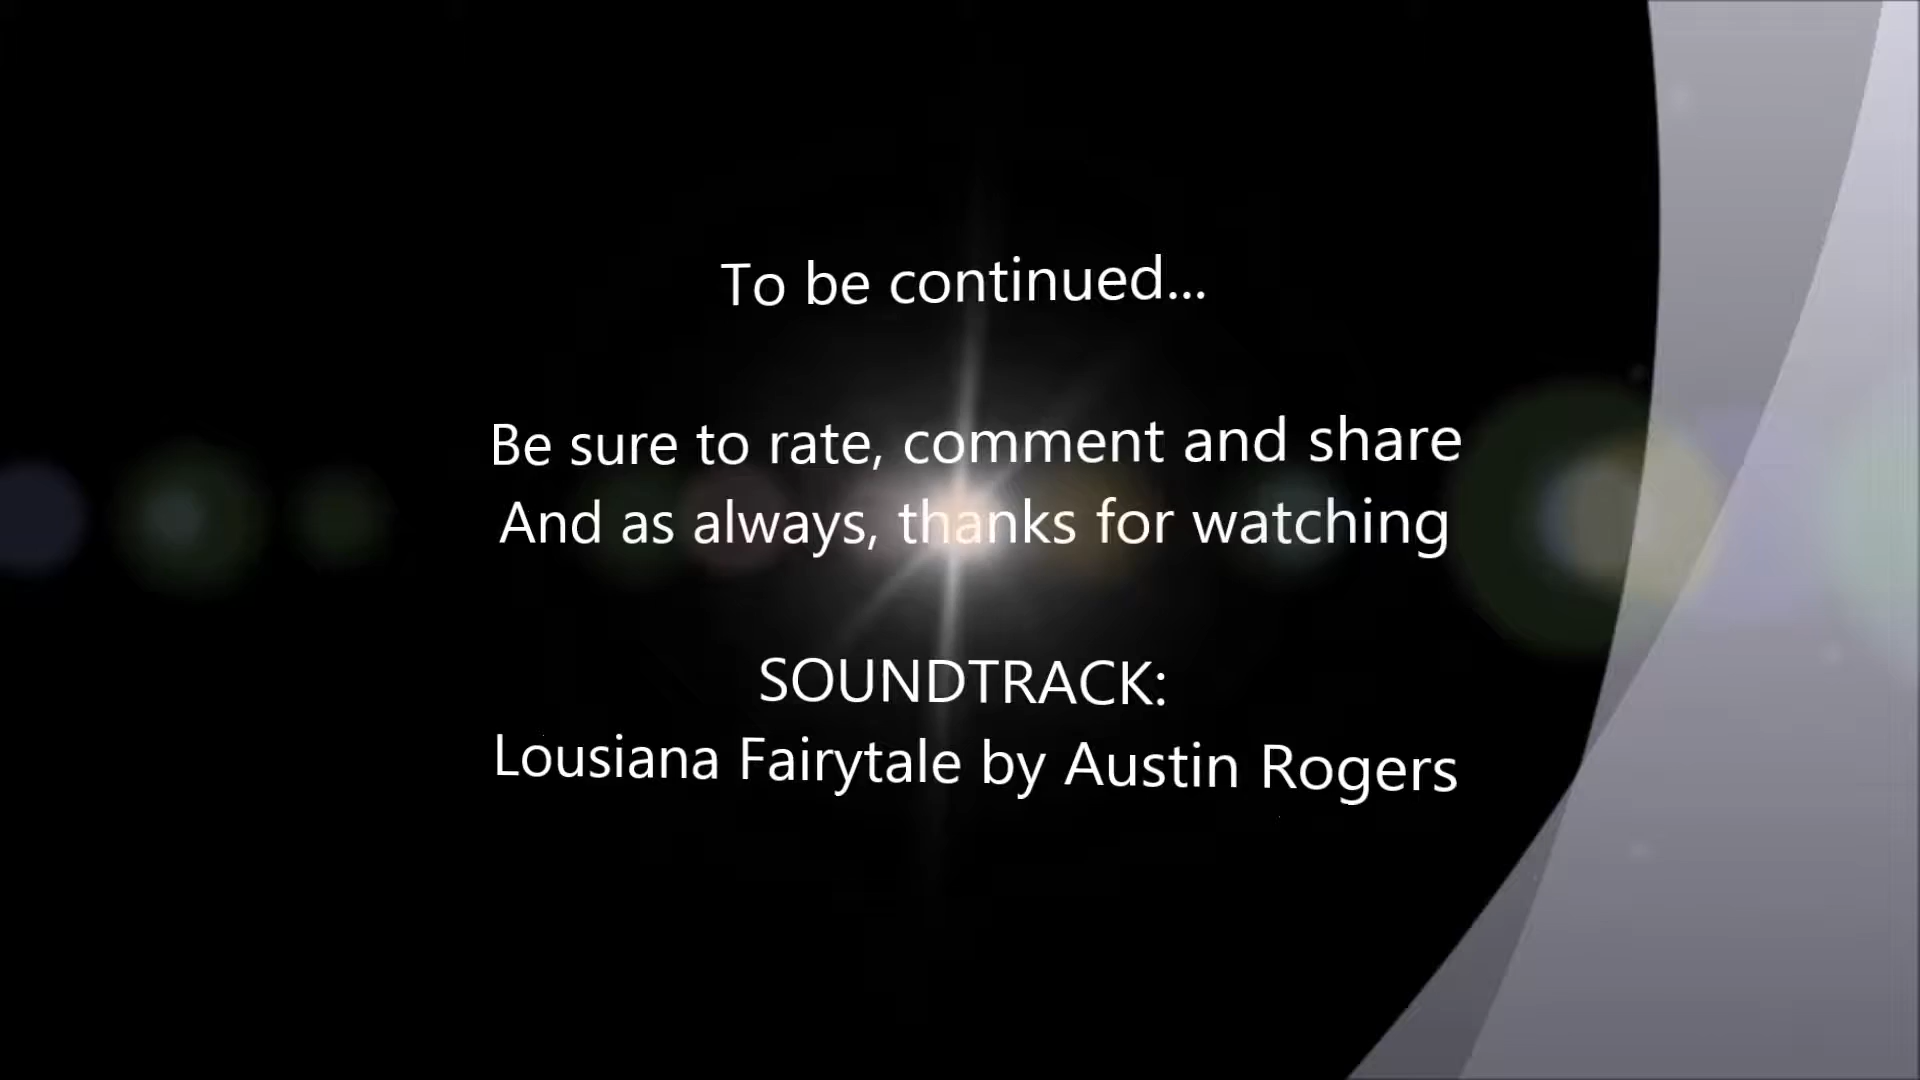 To be continued...
Be sure to rate, comment and share
And as always, thanks for watching
SOUNDTRACK:
Lousiana Fairytale by Austin Rogers